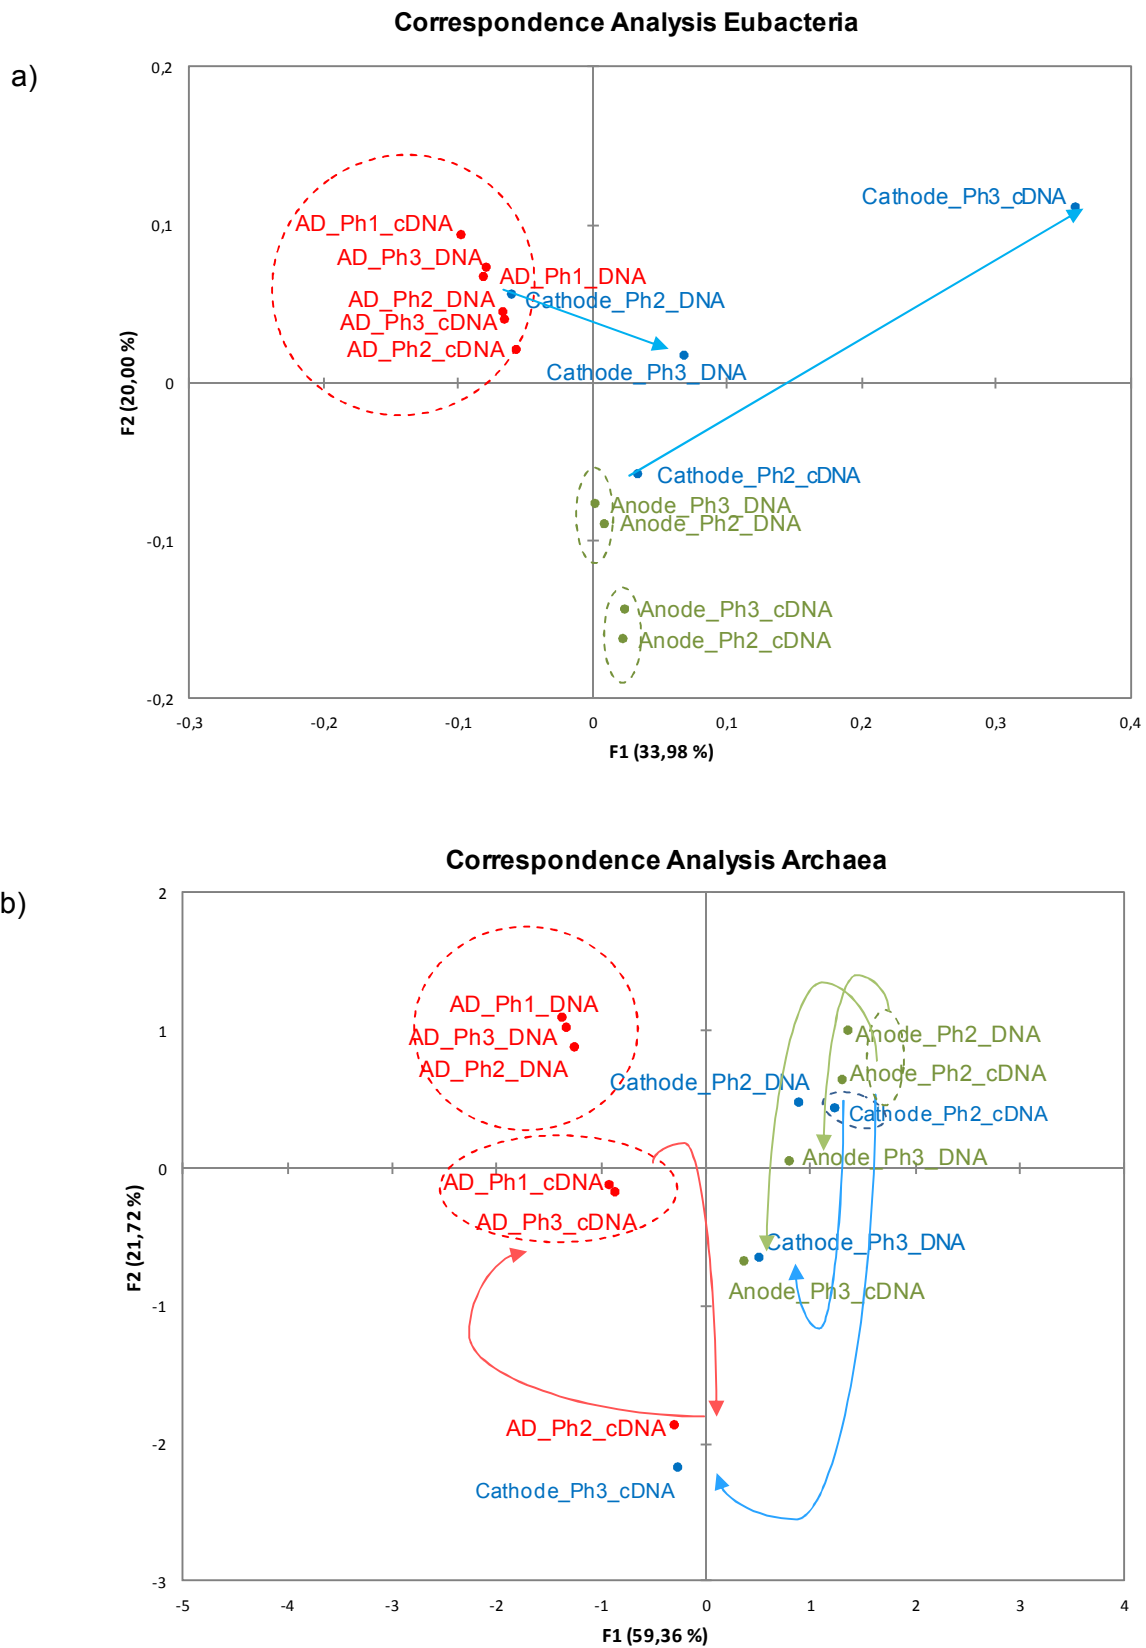 Correspondence Analysis Eubacteria
a)
0,2
0,1
0
-0,1
-0,2
F2 (20,00 %)
Cathode_Ph3_cDNA
AD_Ph1_cDNA
AD_Ph3_DNA
AD_Ph1_DNA
AD_Ph2_DNA
Cathode_Ph2_DNA
AD_Ph3_cDNA
AD_Ph2_cDNA
Cathode_Ph3_DNA
Cathode_Ph2_cDNA
Anode_Ph3_DNA
Anode_Ph2_DNA
Anode_Ph3_cDNA
Anode_Ph2_cDNA
-0,3 -0,2 -0,1 0 0,1 0,2 0,3 0,4
F1 (33,98 %)
Correspondence Analysis Archaea
b)
2
1
0
-1
-2
-3
F2 (21,72 %)
AD_Ph1_DNA
AD_Ph3_DNA
AD_Ph2_DNA
Anode_Ph2_DNA
Anode_Ph2_cDNA
Cathode_Ph2_DNA
Cathode_Ph2_cDNA
Anode_Ph3_DNA
AD_Ph1_cDNA
AD_Ph3_cDNA
Cathode_Ph3_DNA
Anode_Ph3_cDNA
AD_Ph2_cDNA
Cathode_Ph3_cDNA
-5 -4 -3 -2 -1 0 1 2 3 4
F1 (59,36 %)